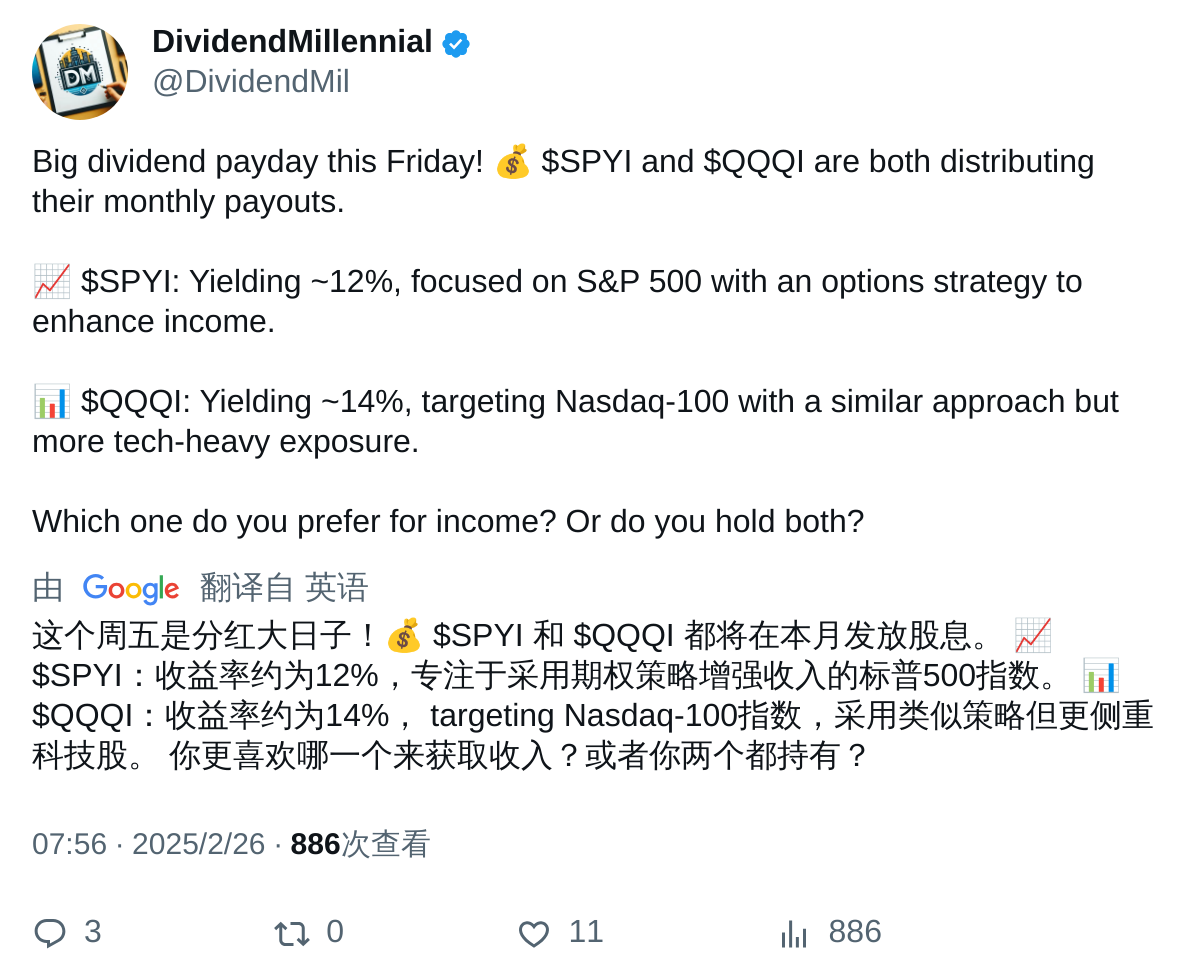 DividendMillennial
@DividendMil
Big dividend payday this Friday! 💰 $SPYI and $QQQI are both distributing
their monthly payouts.
📈 $SPYI: Yielding ~12%, focused on S&P 500 with an options strategy to
enhance income.
📊 $QQQI: Yielding ~14%, targeting Nasdaq-100 with a similar approach but
more tech-heavy exposure.
Which one do you prefer for income? Or do you hold both?
由 Google 翻译自 英语
这个周五是分红大日子！💰 $SPYI 和 $QQQI 都将在本月发放股息。 📈
$SPYI：收益率约为12%，专注于采用期权策略增强收入的标普500指数。 📊
$QQQI：收益率约为14%， targeting Nasdaq-100指数，采用类似策略但更侧重
科技股。 你更喜欢哪一个来获取收入？或者你两个都持有？
07:56 · 2025/2/26 · 886次查看
3 0 11 886
DM